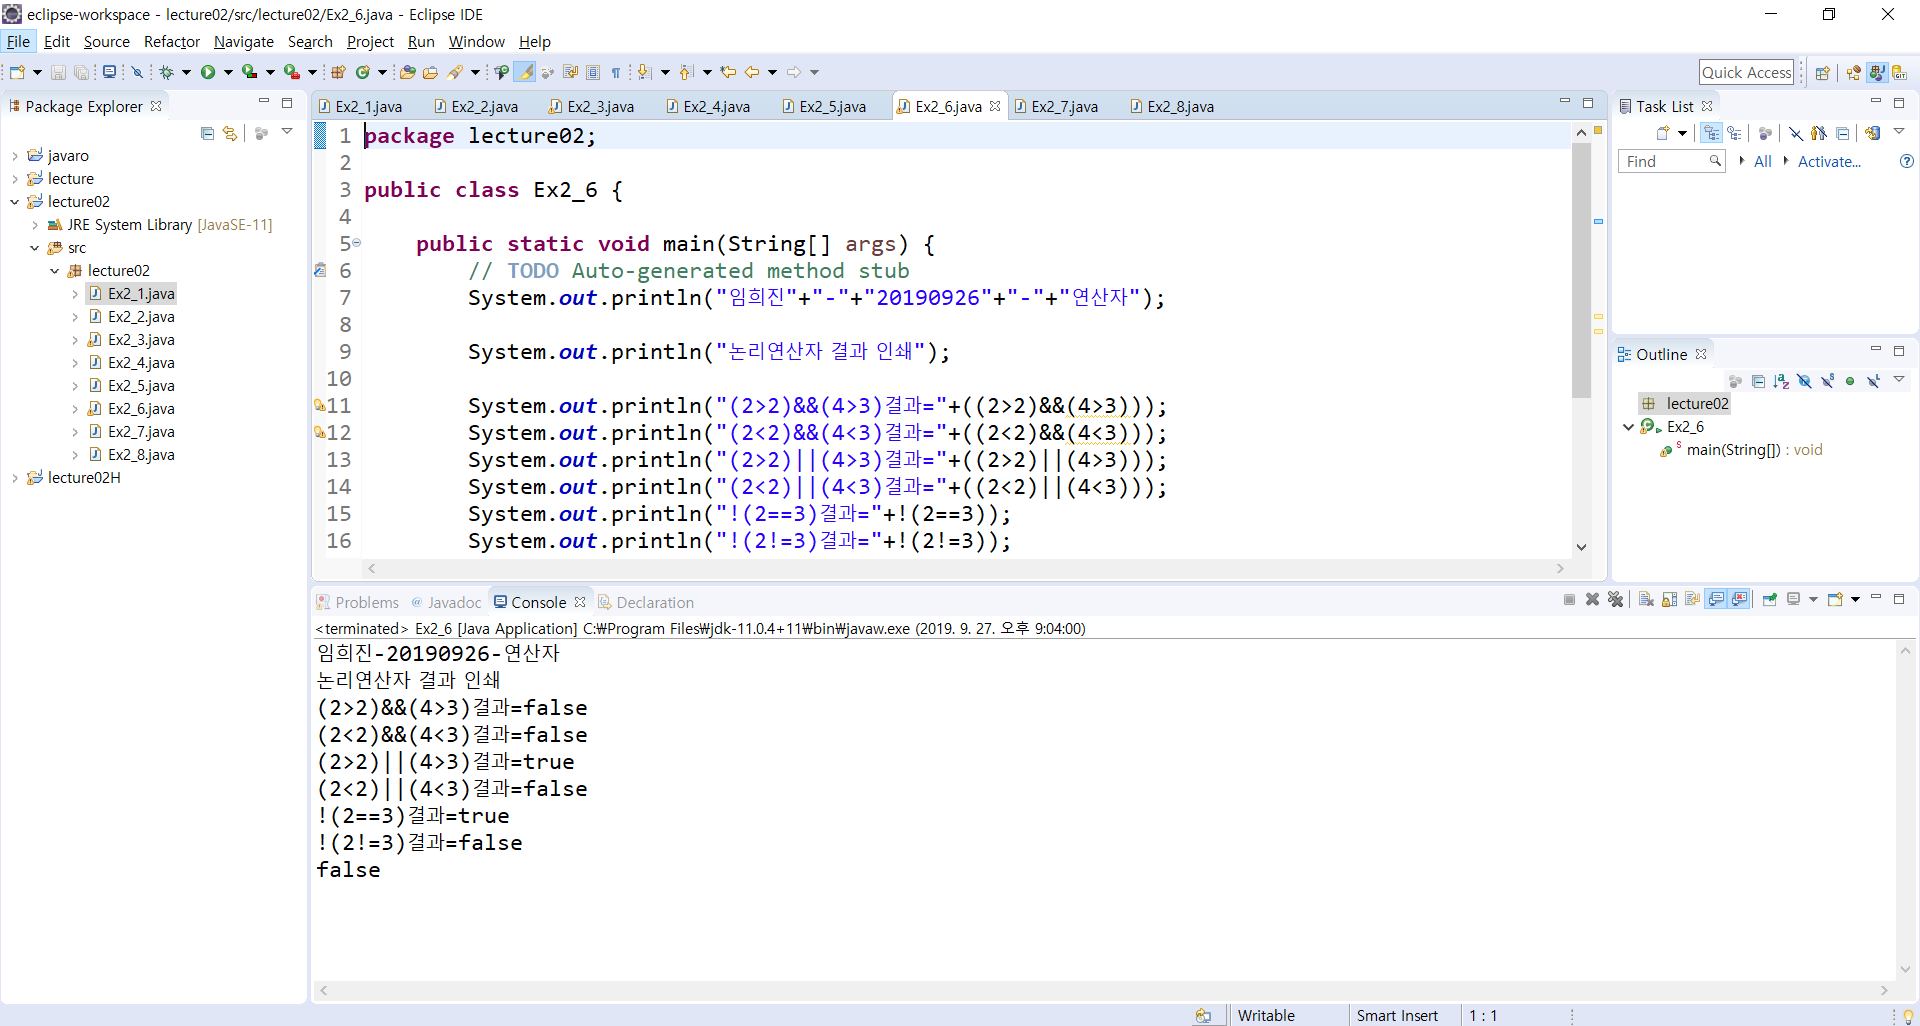 eclipse-workspace - lecture02/src/lecture02/Ex2_6.java - Eclipse IDE
File Edit Source Refactor Navigate Search Project Run Window Help
Quick Access
Package Explorer
javaro
lecture
lecture02
JRE System Library [JavaSE-11]
src
lecture02
Ex2_1.java
Ex2_2.java
Ex2_3.java
Ex2_4.java
Ex2_5.java
Ex2_6.java
Ex2_7.java
Ex2_8.java
lecture02H
Ex2_1.java Ex2_2.java Ex2_3.java Ex2_4.java Ex2_5.java Ex2_6.java Ex2_7.java Ex2_8.java
1 package lecture02;
2
3 public class Ex2_6 {
4
5 public static void main(String[] args) {
6 // TODO Auto-generated method stub
7 System.out.println("임희진"+"-"+"20190926"+"-"+"연산자");
8
9 System.out.println("논리연산자 결과 인쇄");
10
11 System.out.println("(2>2)&&(4>3)결과="+((2>2)&&(4>3)));
12 System.out.println("(2<2)&&(4<3)결과="+((2<2)&&(4<3)));
13 System.out.println("(2>2)||(4>3)결과="+((2>2)||(4>3)));
14 System.out.println("(2<2)||(4<3)결과="+((2<2)||(4<3)));
15 System.out.println("!(2==3)결과="+!(2==3));
16 System.out.println("!(2!=3)결과="+!(2!=3));
Task List
Find All Activate...
Outline
lecture02
Ex2_6
main(String[]) : void
Problems @ Javadoc Console Declaration
<terminated> Ex2_6 [Java Application] C:₩Program Files₩jdk-11.0.4+11₩bin₩javaw.exe (2019. 9. 27. 오후 9:04:00)
임희진-20190926-연산자
논리연산자 결과 인쇄
(2>2)&&(4>3)결과=false
(2<2)&&(4<3)결과=false
(2>2)||(4>3)결과=true
(2<2)||(4<3)결과=false
!(2==3)결과=true
!(2!=3)결과=false
false
Writable Smart Insert 1 : 1